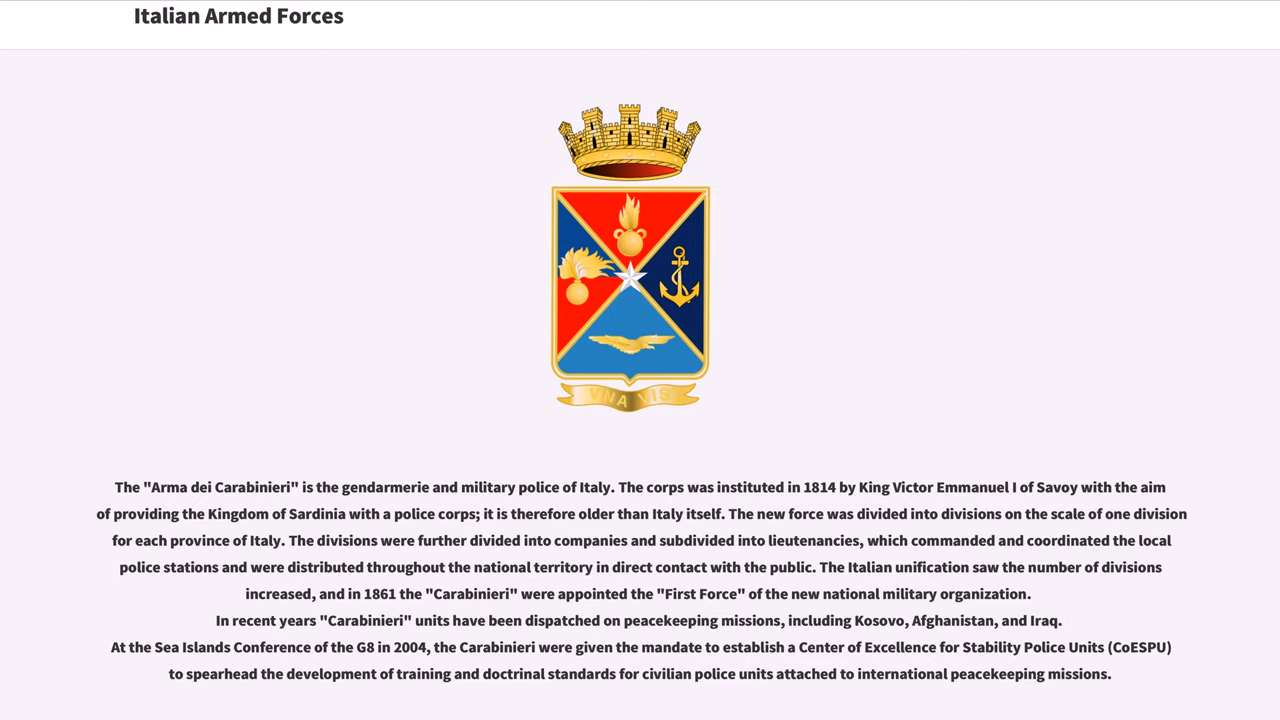 Italian Armed Forces
VNA VIS
The "Arma dei Carabinieri" is the gendarmerie and military police of Italy. The corps was instituted in 1814 by King Victor Emmanuel I of Savoy with the aim
of providing the Kingdom of Sardinia with a police corps; it is therefore older than Italy itself. The new force was divided into divisions on the scale of one division
for each province of Italy. The divisions were further divided into companies and subdivided into lieutenancies, which commanded and coordinated the local
police stations and were distributed throughout the national territory in direct contact with the public. The Italian unification saw the number of divisions
increased, and in 1861 the "Carabinieri" were appointed the "First Force" of the new national military organization.
In recent years "Carabinieri" units have been dispatched on peacekeeping missions, including Kosovo, Afghanistan, and Iraq.
At the Sea Islands Conference of the G8 in 2004, the Carabinieri were given the mandate to establish a Center of Excellence for Stability Police Units (CoESPU)
to spearhead the development of training and doctrinal standards for civilian police units attached to international peacekeeping missions.